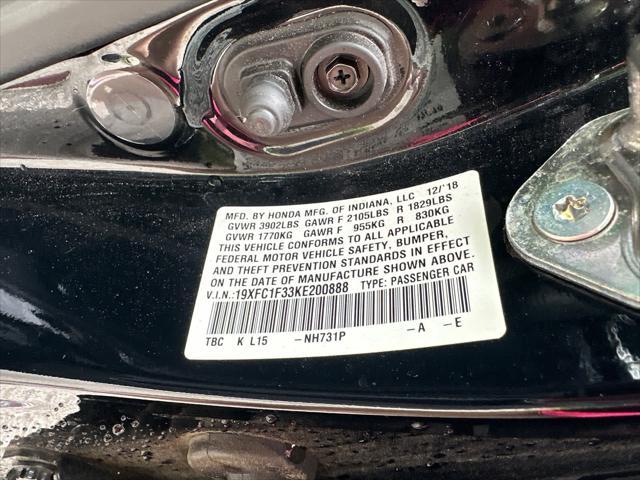 MFD. BY HONDA MFG. OF INDIANA, LLC 12/'18
GVWR 3902LBS GAWR F 2105LBS R 1829LBS
GVWR 1770KG GAWR F 955KG R 830KG
THIS VEHICLE CONFORMS TO ALL APPLICABLE
FEDERAL MOTOR VEHICLE SAFETY, BUMPER,
AND THEFT PREVENTION STANDARDS IN EFFECT
ON THE DATE OF MANUFACTURE SHOWN ABOVE.
V.I.N.: 19XFC1F33KE200888 TYPE: PASSENGER CAR
TBC K L15 -NH731P -A -E